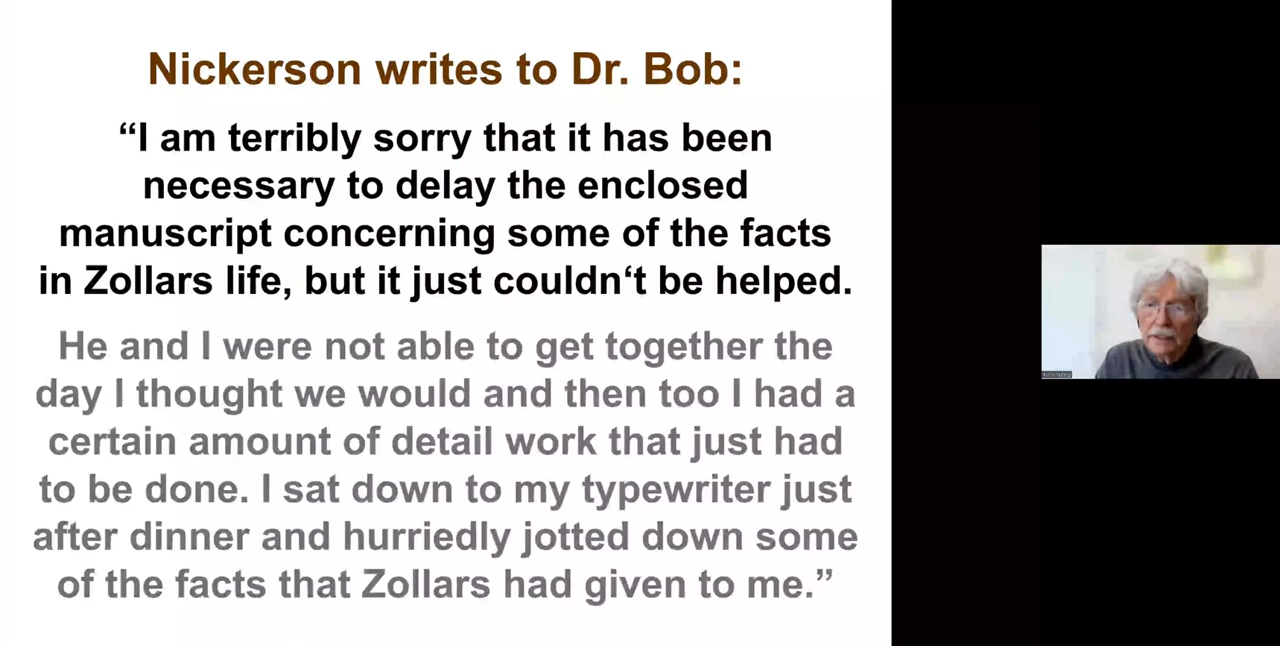 Nickerson writes to Dr. Bob:
“I am terribly sorry that it has been
necessary to delay the enclosed
manuscript concerning some of the facts
in Zollars life, but it just couldn‘t be helped.
He and I were not able to get together the
day I thought we would and then too I had a
certain amount of detail work that just had
to be done. I sat down to my typewriter just
after dinner and hurriedly jotted down some
of the facts that Zollars had given to me.”